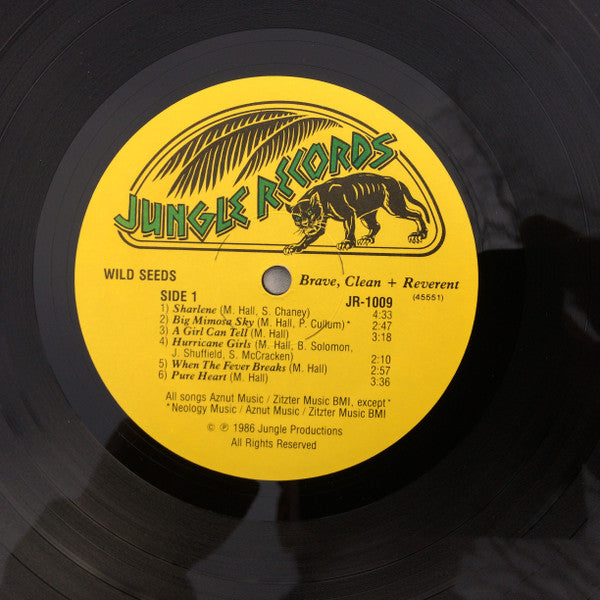 JUNGLE RECORDS
WILD SEEDS
Brave, Clean + Reverent
SIDE 1
JR-1009
(45551)
1) Sharlene (M. Hall, S. Chaney) 4:33
2) Big Mimosa Sky (M. Hall, P. Cullum)* 2:47
3) A Girl Can Tell (M. Hall) 3:18
4) Hurricane Girls (M. Hall, B. Solomon,
J. Shuffield, S. McCracken) 2:10
5) When The Fever Breaks (M. Hall) 2:57
6) Pure Heart (M. Hall) 3:36
All songs Aznut Music / Zitzter Music BMI, except*
*Neology Music / Aznut Music / Zitzter Music BMI
© ℗ 1986 Jungle Productions
All Rights Reserved